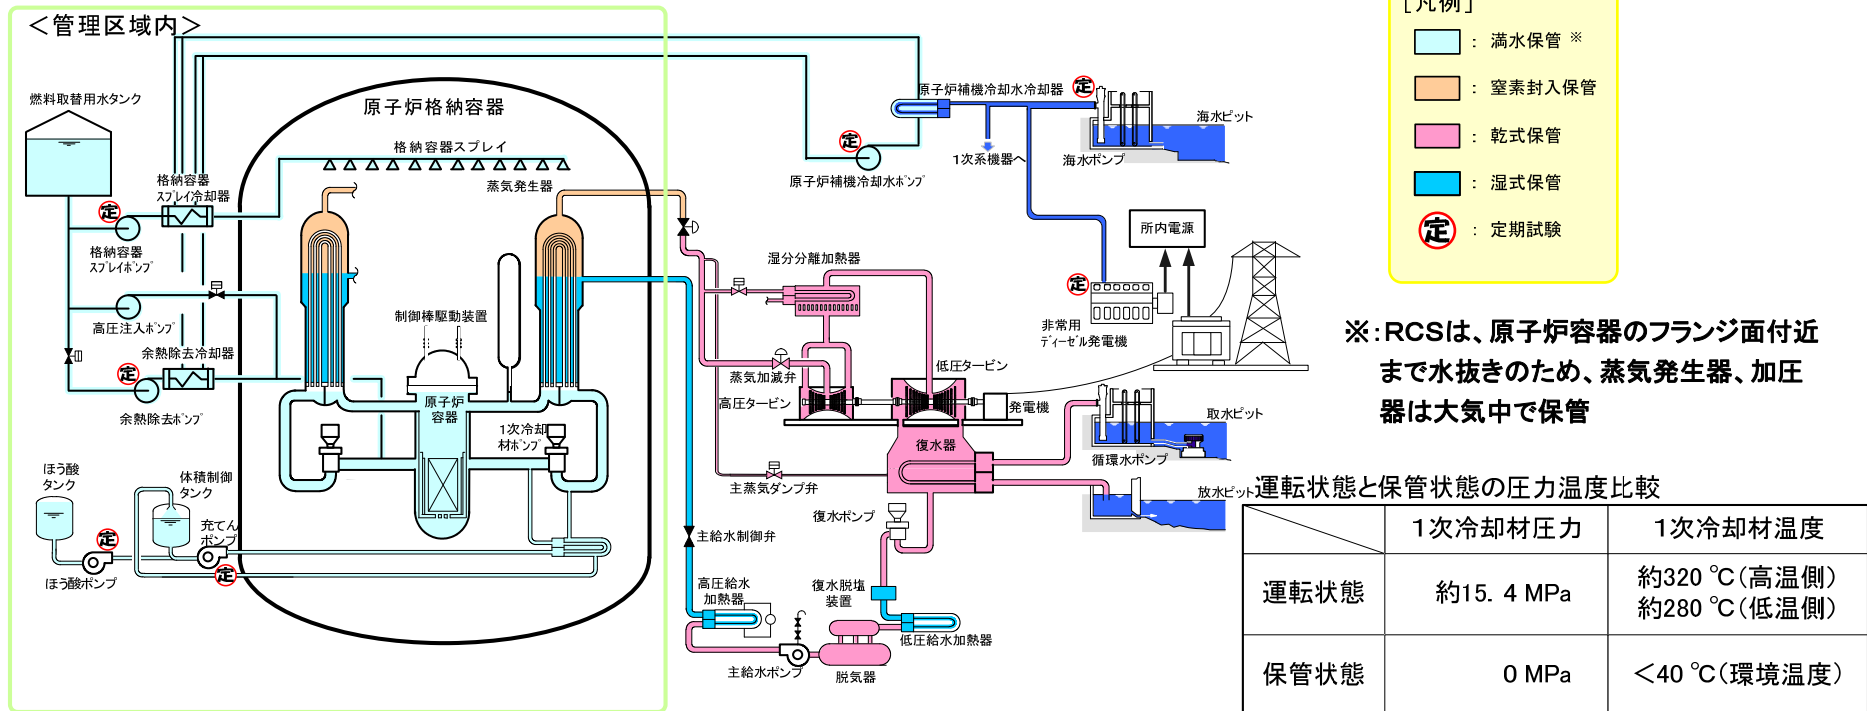 ＜管理区域内＞
燃料取替用水タンク
原子炉格納容器
格納容器スプレイ
格納容器
スプレイ冷却器
蒸気発生器
定
格納容器
スプレイポンプ
高圧注入ポンプ
制御棒駆動装置
余熱除去冷却器
定
余熱除去ポンプ
原子炉
容器
1次冷却
材ポンプ
ほう酸
タンク
体積制御
タンク
充てん
ポンプ
定
ほう酸ポンプ
定
原子炉補機冷却水冷却器
定
定
原子炉補機冷却水ポンプ
1次系機器へ
海水ポンプ
海水ピット
所内電源
湿分分離加熱器
定
非常用
ディーゼル発電機
蒸気加減弁
低圧タービン
高圧タービン
発電機
取水ピット
復水器
循環水ポンプ
主蒸気ダンプ弁
放水ピット
復水ポンプ
主給水制御弁
高圧給水
加熱器
復水脱塩
装置
低圧給水加熱器
主給水ポンプ
脱気器
［凡例］
：満水保管※
：窒素封入保管
：乾式保管
：湿式保管
定：定期試験
※：RCSは、原子炉容器のフランジ面付近
まで水抜きのため、蒸気発生器、加圧
器は大気中で保管
運転状態と保管状態の圧力温度比較
1次冷却材圧力 1次冷却材温度
運転状態 約15．4 MPa 約320 ℃（高温側）
約280 ℃（低温側）
保管状態 0 MPa ＜40 ℃（環境温度）